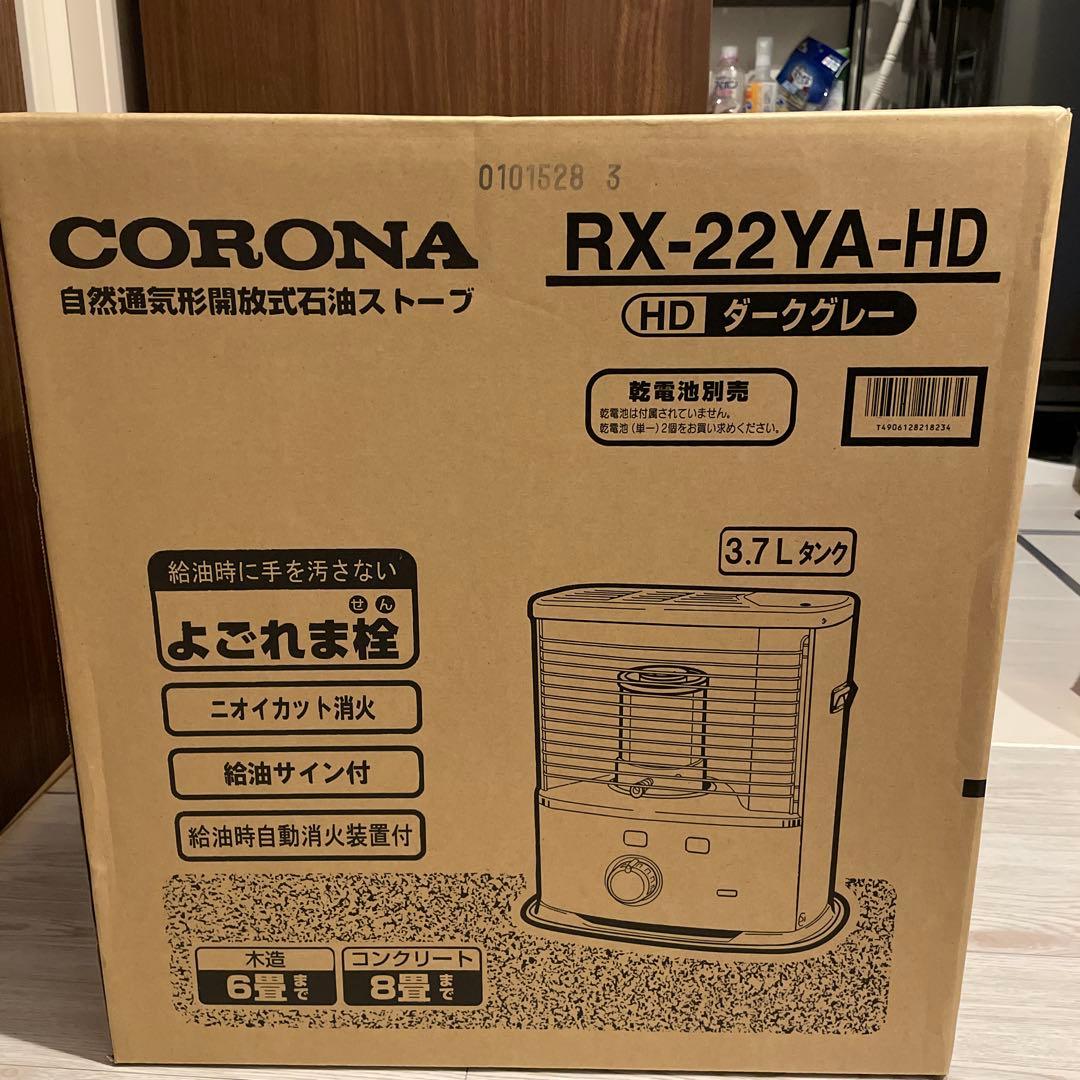 0101528 3
CORONA
自然通気形開放式石油ストーブ
RX-22YA-HD
HD ダークグレー
乾電池別売
乾電池は付属されていません。
乾電池(単一)2個をお買い求めください。
T4906128218234
3.7Lタンク
給油時に手を汚さない
せん
よごれま栓
ニオイカット消火
給油サイン付
給油時自動消火装置付
木造
6畳まで
コンクリート
8畳まで